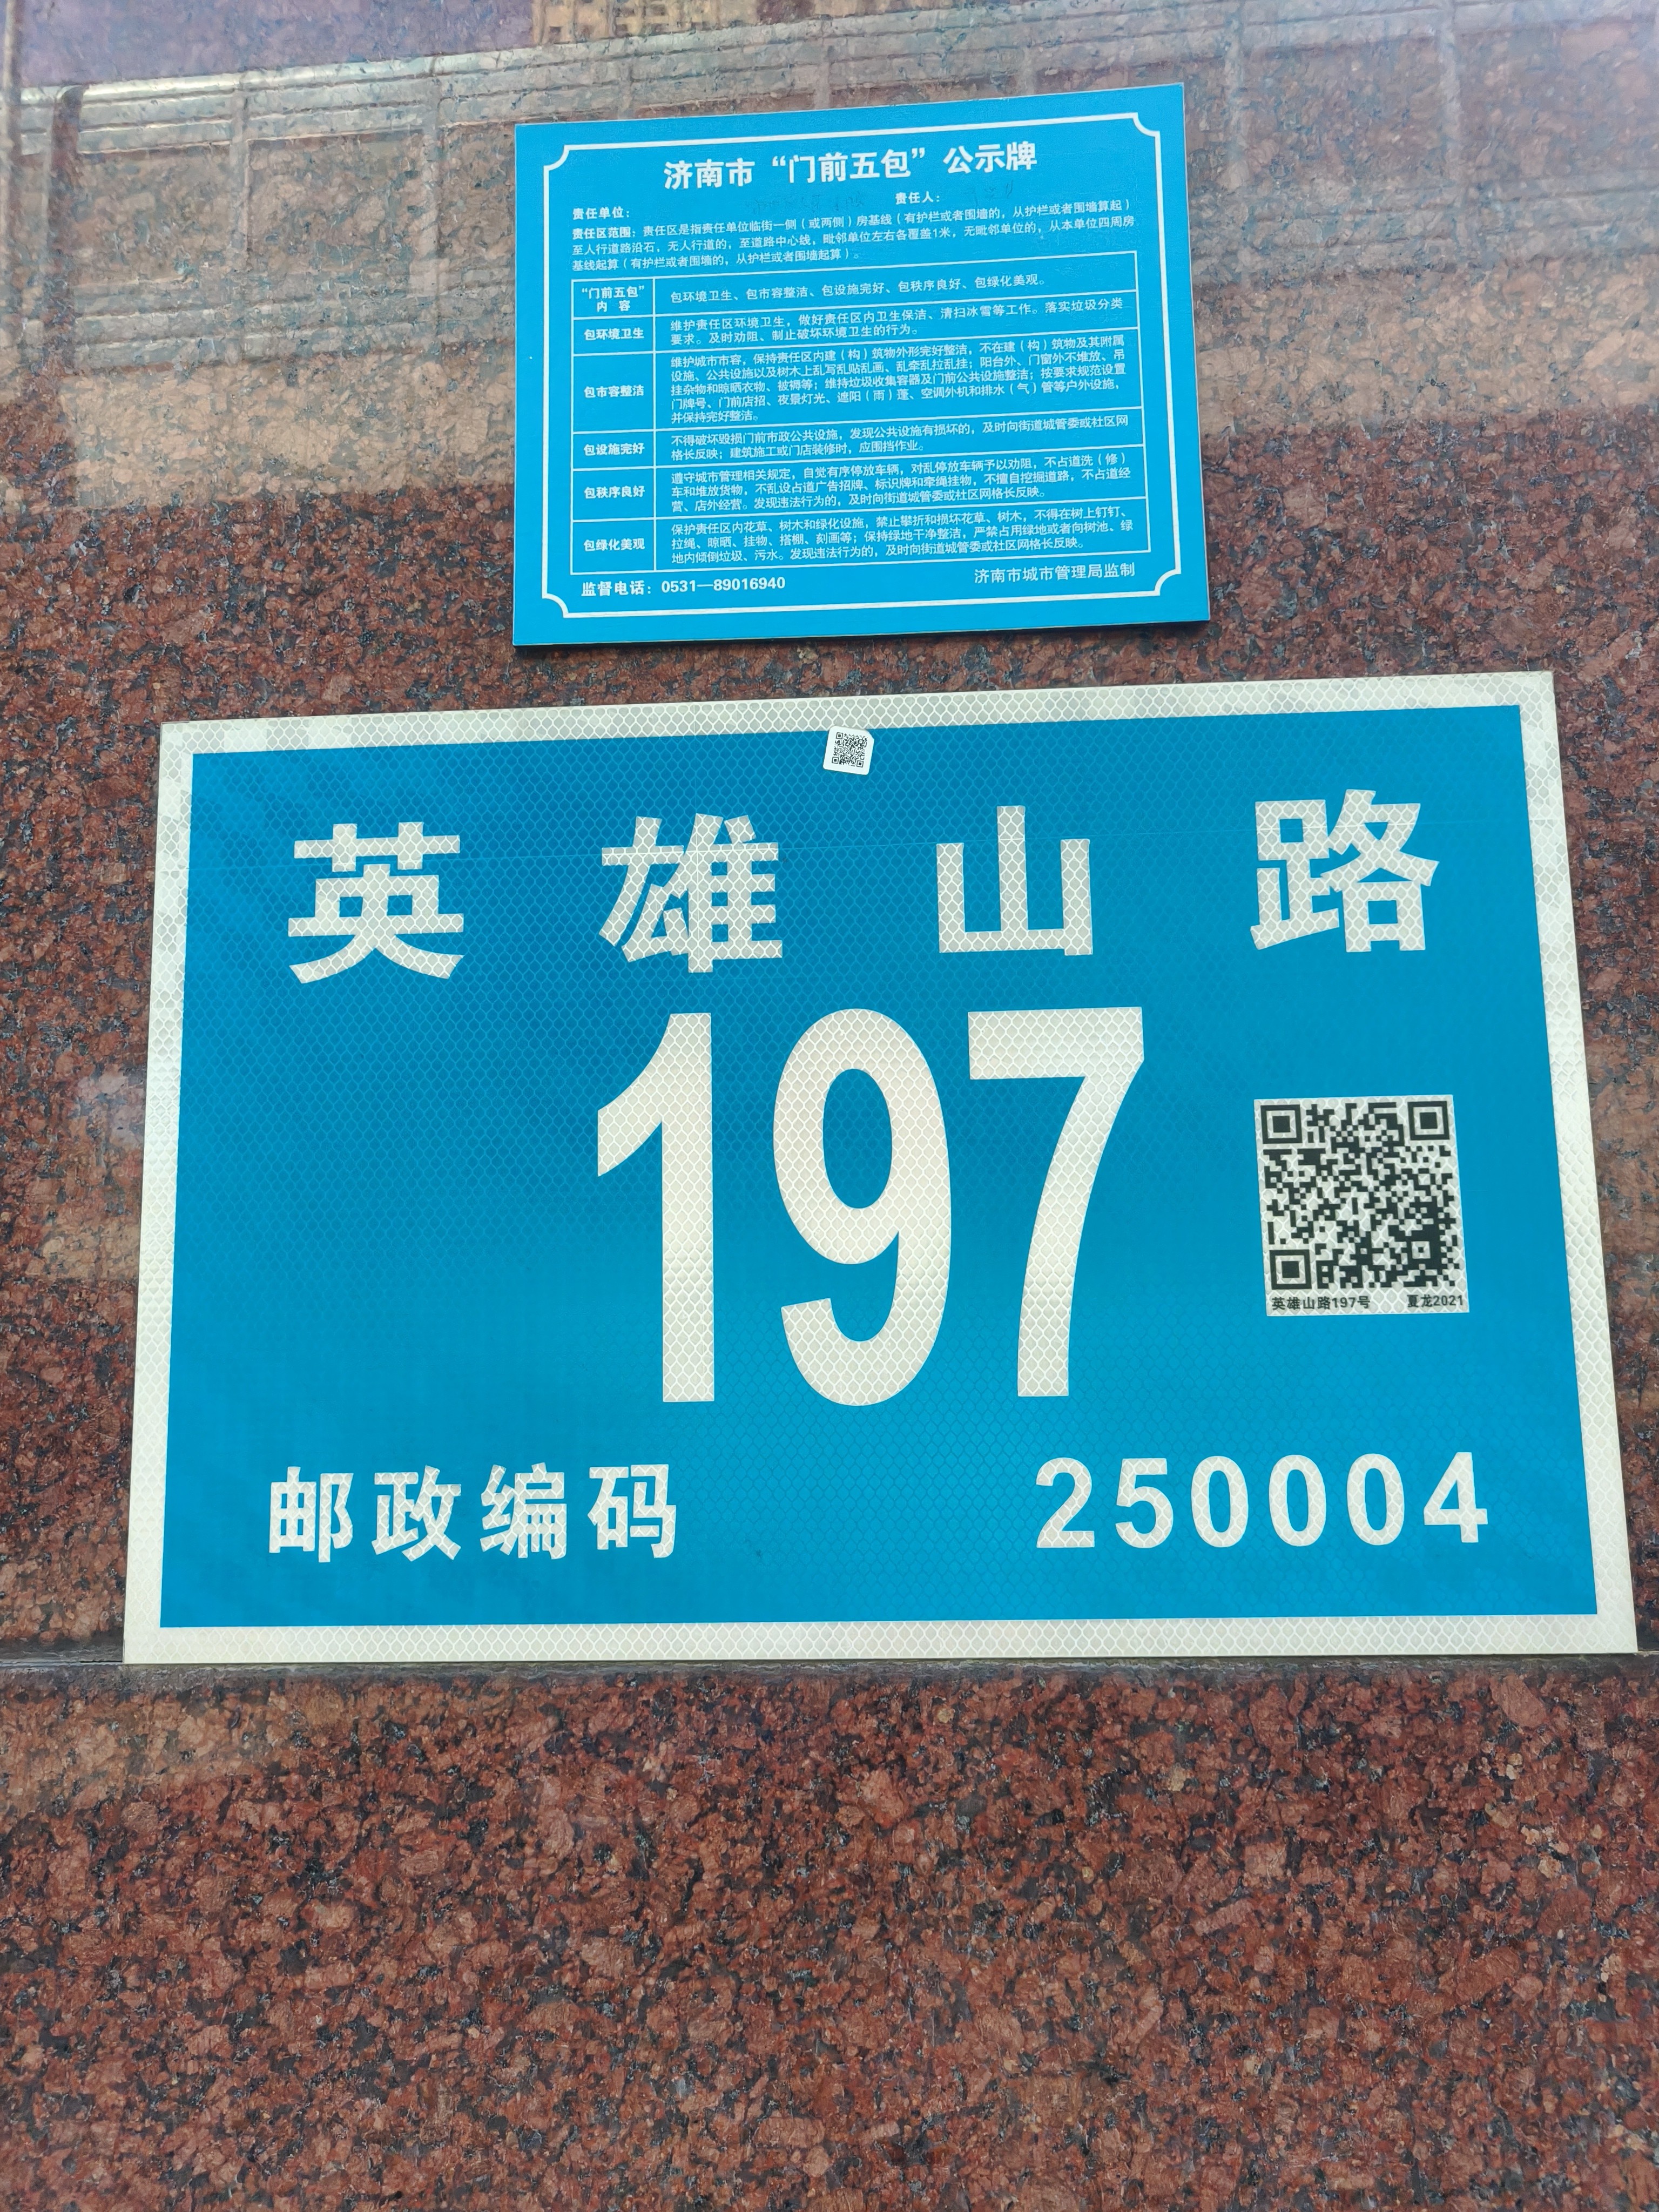 济南市“门前五包”公示牌
责任单位： 责任人：
责任区范围：责任区是指责任单位临街一侧（或两侧）房基线（有护栏或者围墙的，从护栏或者围墙算起）
至人行道路沿石，无人行道的，至道路中心线，毗邻单位左右各覆盖1米，无毗邻单位的，从本单位四周房
基线起算（有护栏或者围墙的，从护栏或者围墙起算）。
“门前五包”
内 容
包环境卫生、包市容整洁、包设施完好、包秩序良好、包绿化美观。
包环境卫生
维护责任区环境卫生，做好责任区内卫生保洁、清扫冰雪等工作。落实垃圾分类
要求。及时劝阻、制止破坏环境卫生的行为。
包市容整洁
维护城市市容，保持责任区内建（构）筑物外形完好整洁，不在建（构）筑物及其附属
设施、公共设施以及树木上乱写乱贴乱画、乱牵乱拉乱挂；阳台外、门窗外不堆放、吊
挂杂物和晾晒衣物、被褥等；维持垃圾收集容器及门前公共设施整洁；按要求规范设置
门牌号、门前店招、夜景灯光、遮阳（雨）蓬、空调外机和排水（气）管等户外设施，
并保持完好整洁。
包设施完好
不得破坏毁损门前市政公共设施，发现公共设施有损坏的，及时向街道城管委或社区网
格长反映；建筑施工或门店装修时，应围挡作业。
包秩序良好
遵守城市管理相关规定，自觉有序停放车辆，对乱停放车辆予以劝阻，不占道洗（修）
车和堆放货物，不乱设占道广告招牌、标识牌和牵绳挂物，不擅自挖掘道路，不占道经
营、店外经营。发现违法行为的，及时向街道城管委或社区网格长反映。
包绿化美观
保护责任区内花草、树木和绿化设施，禁止攀折和损坏花草、树木，不得在树上钉钉、
拉绳、晾晒、挂物、搭棚、刻画等；保持绿地干净整洁，严禁占用绿地或者向树池、绿
地内倾倒垃圾、污水。发现违法行为的，及时向街道城管委或社区网格长反映。
监督电话：0531—89016940 济南市城市管理局监制
英雄山路
197
英雄山路197号 夏龙2021
邮政编码 250004